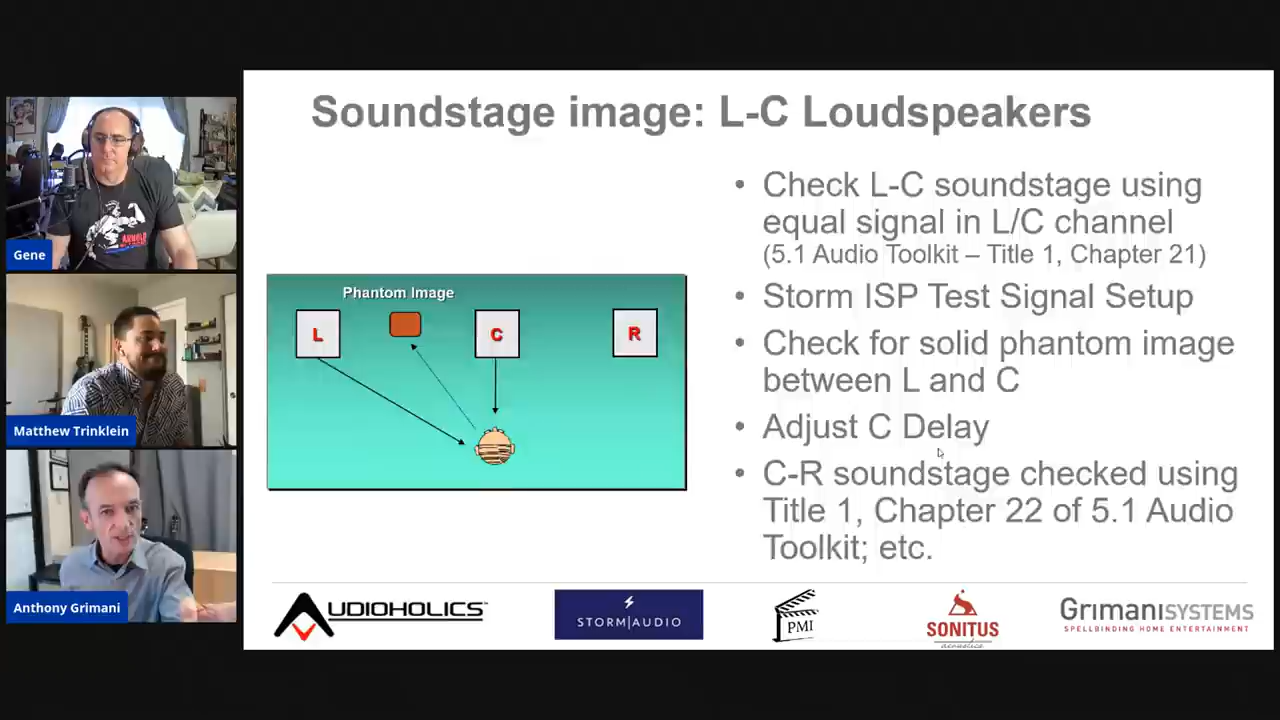 Soundstage image: L-C Loudspeakers
Gene
Matthew Trinklein
Anthony Grimani
Phantom Image
L
C
R
• Check L-C soundstage using
equal signal in L/C channel
(5.1 Audio Toolkit – Title 1, Chapter 21)
• Storm ISP Test Signal Setup
• Check for solid phantom image
between L and C
• Adjust C Delay
• C-R soundstage checked using
Title 1, Chapter 22 of 5.1 Audio
Toolkit; etc.
AUDIOHOLICS
STORM|AUDIO
PMI
SONITUS
acoustics
GRIMANISYSTEMS
SPELLBINDING HOME ENTERTAINMENT